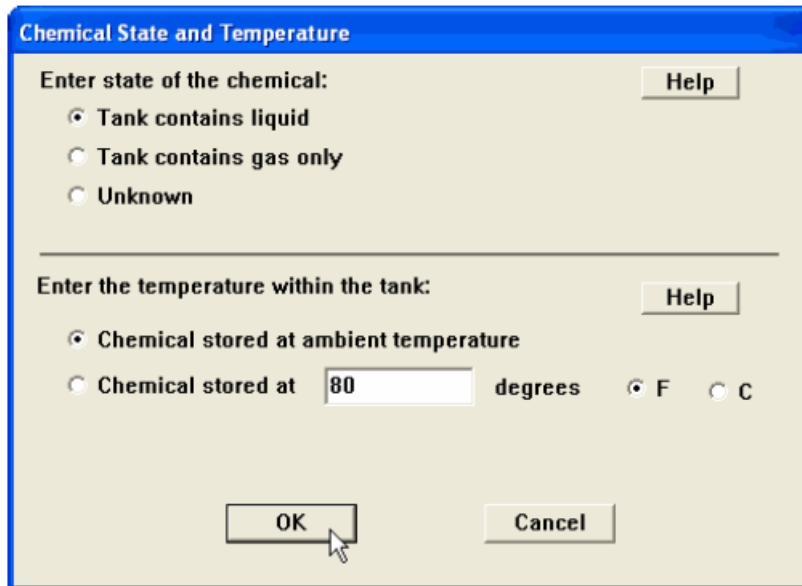 Chemical State and Temperature
Enter state of the chemical:
Help
Tank contains liquid
Tank contains gas only
Unknown
Enter the temperature within the tank:
Help
Chemical stored at ambient temperature
Chemical stored at 80 degrees F C
OK Cancel